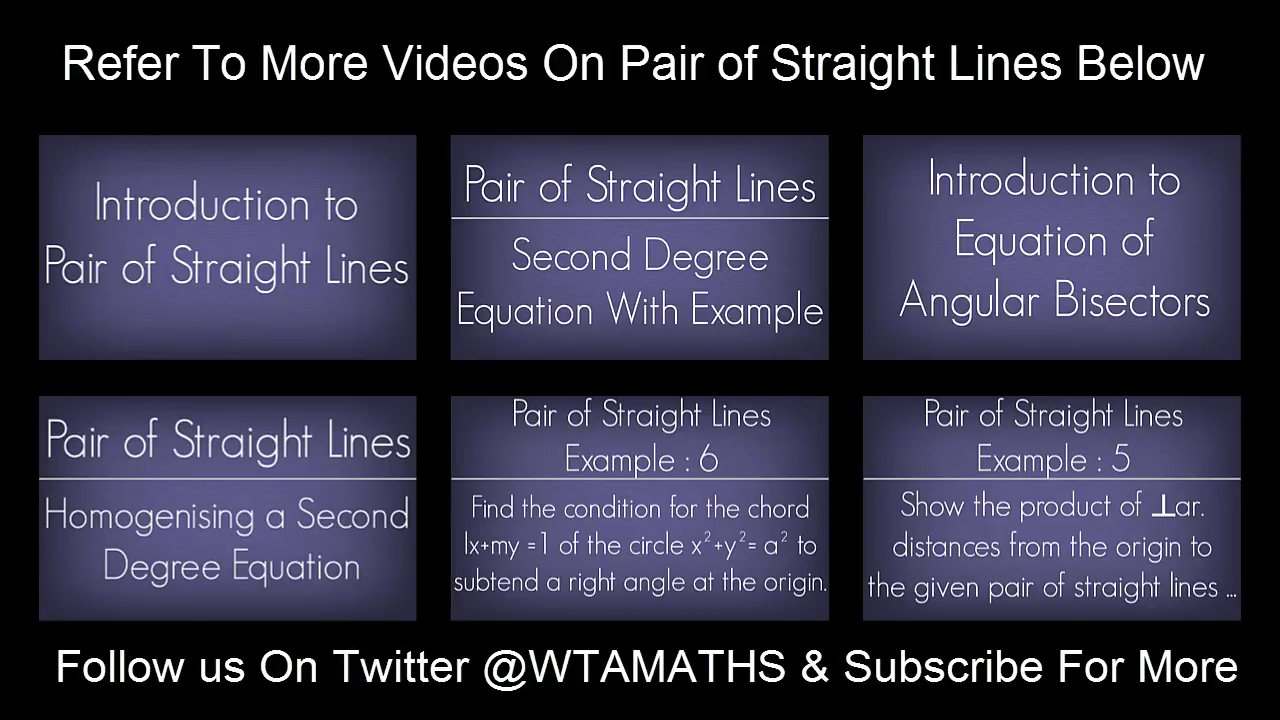 Refer To More Videos On Pair of Straight Lines Below
Introduction to
Pair of Straight Lines
Pair of Straight Lines
Second Degree
Equation With Example
Introduction to
Equation of
Angular Bisectors
Pair of Straight Lines
Homogenising a Second
Degree Equation
Pair of Straight Lines
Example : 6
Find the condition for the chord
lx+my =1 of the circle x²+y²= a² to
subtend a right angle at the origin.
Pair of Straight Lines
Example : 5
Show the product of ⊥ar.
distances from the origin to
the given pair of straight lines ...
Follow us On Twitter @WTAMATHS & Subscribe For More